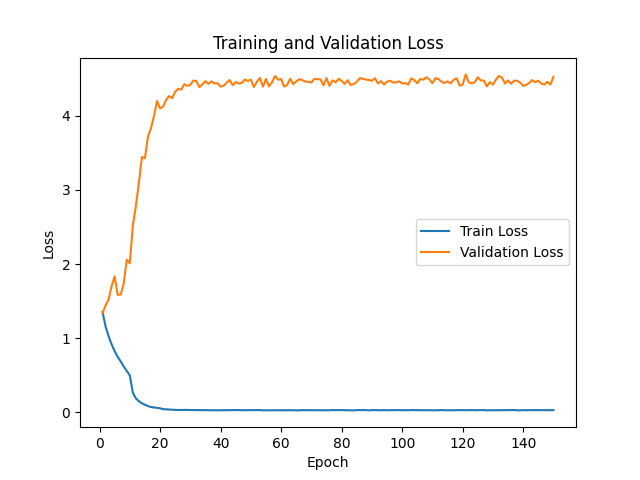 Training and Validation Loss
Loss
4
3
2
1
0
Train Loss
Validation Loss
0 20 40 60 80 100 120 140
Epoch